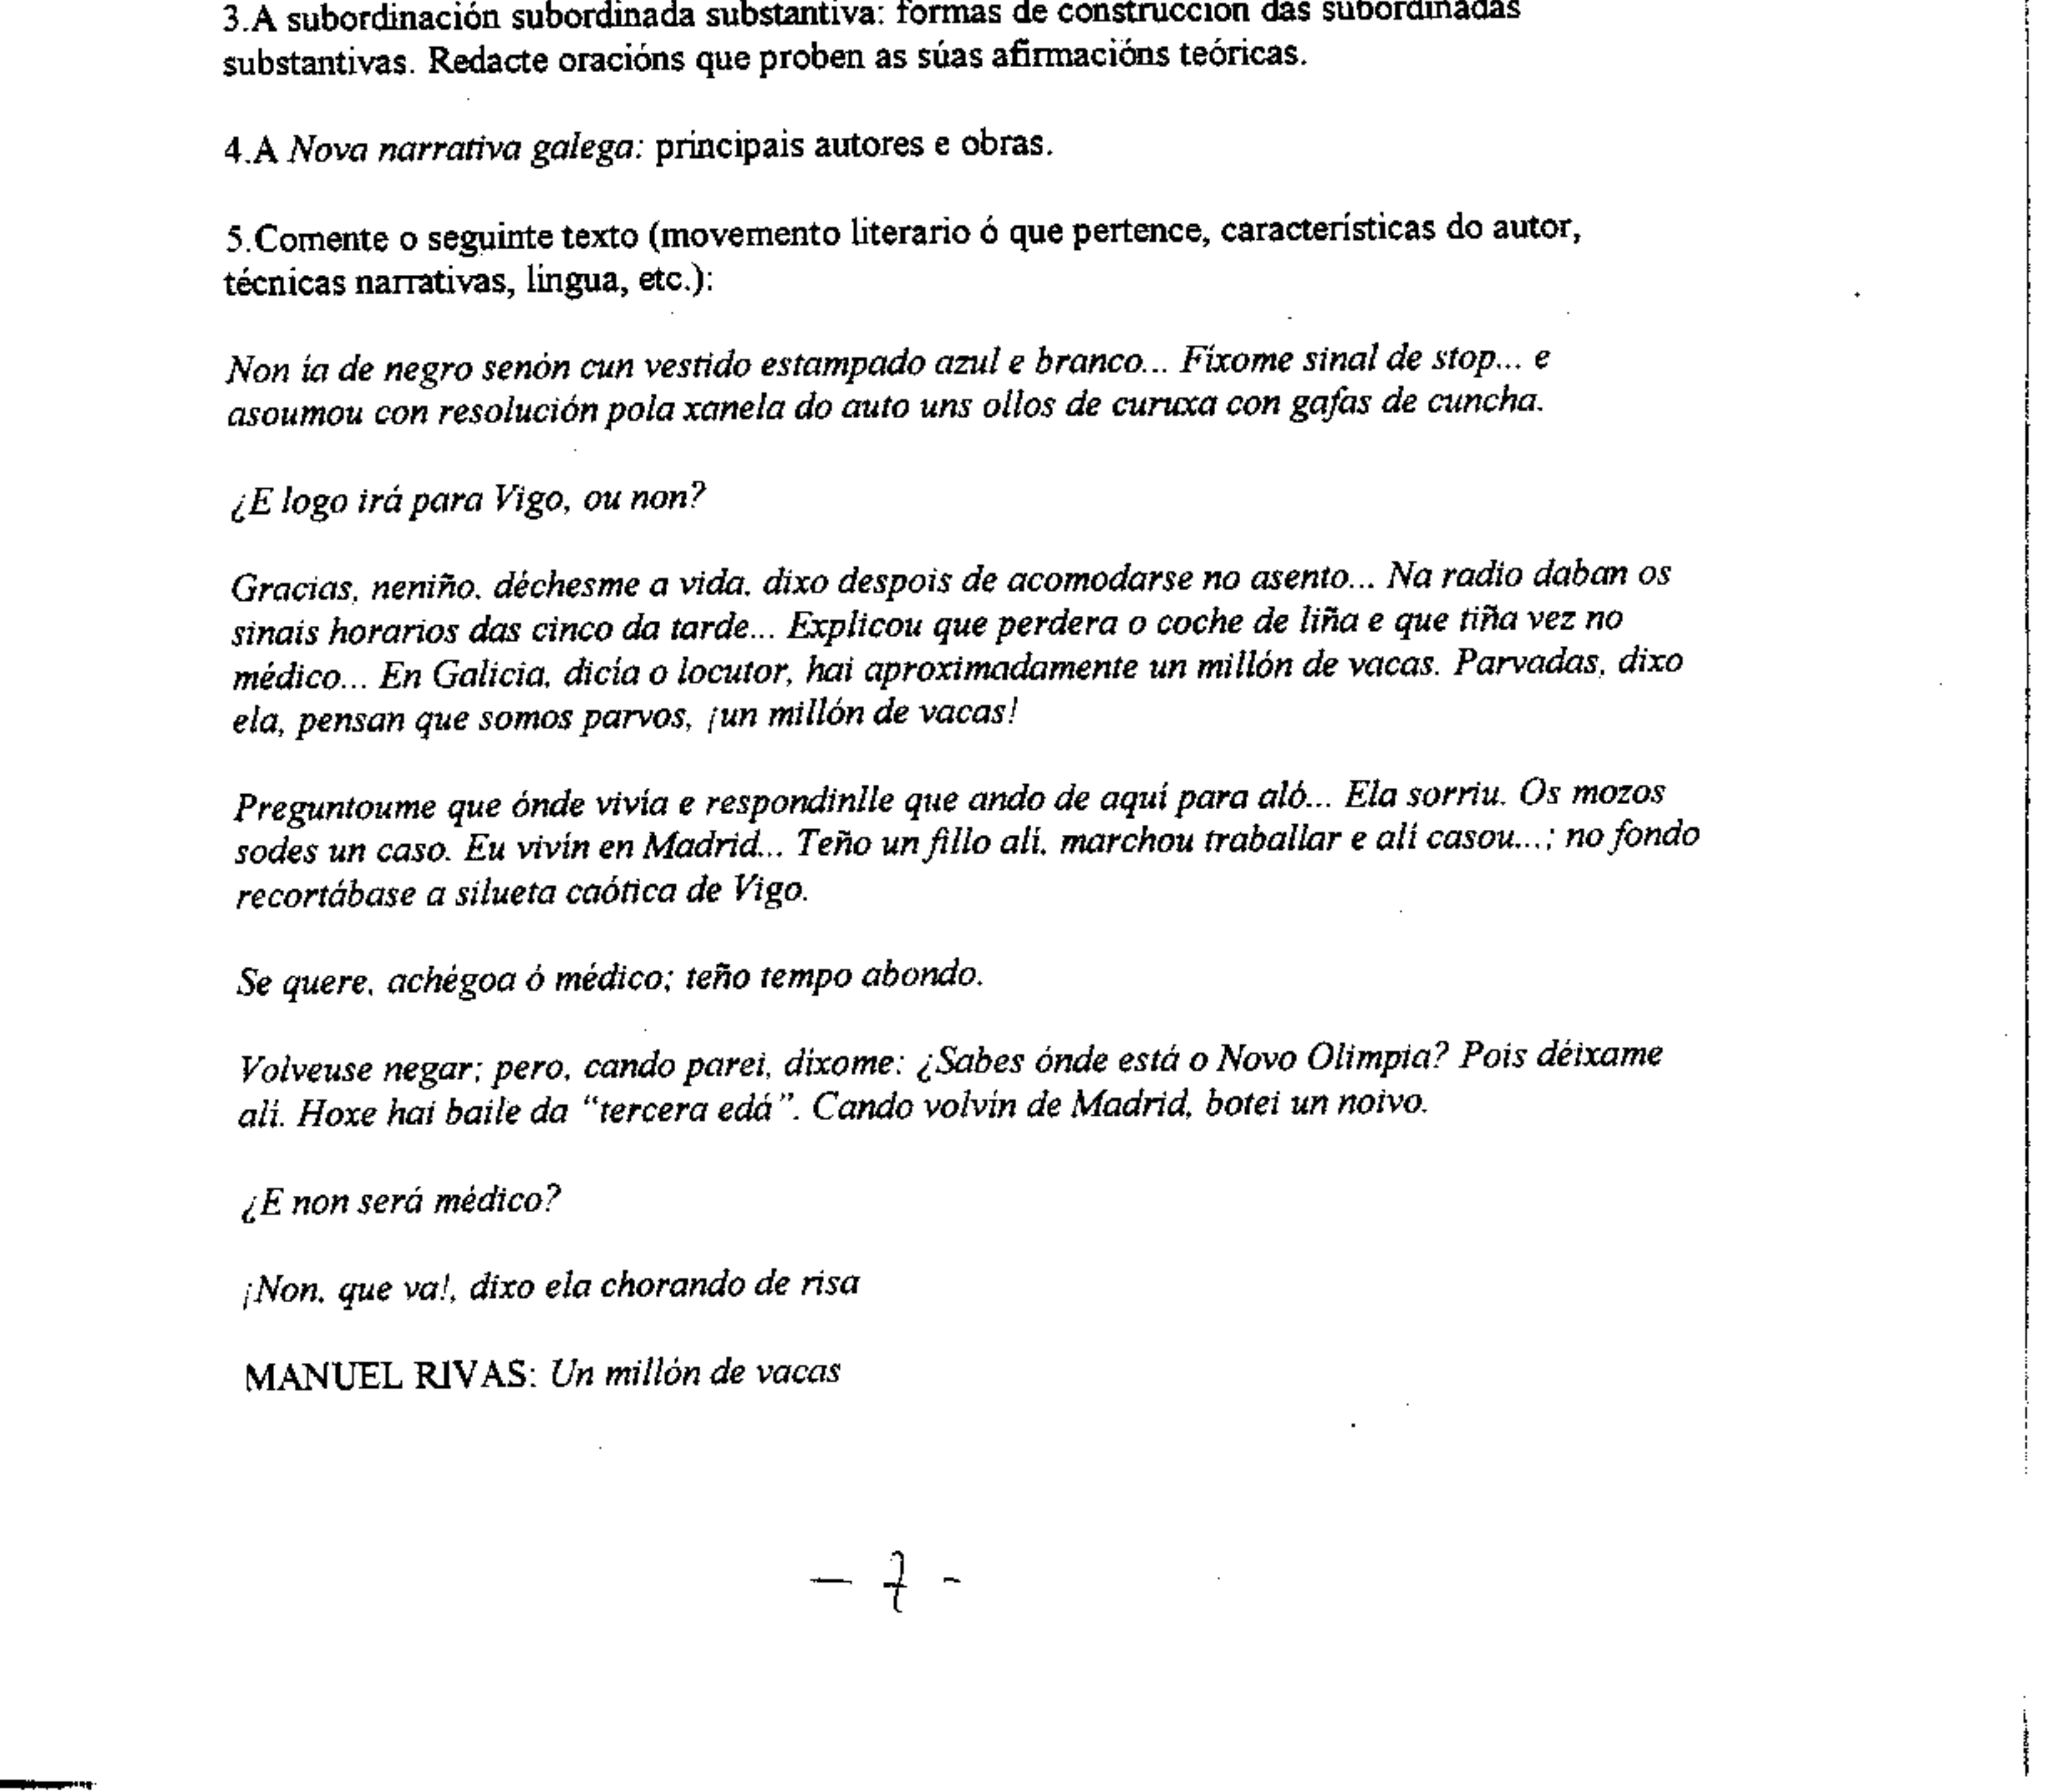 3.A subordinación subordinada substantiva: formas de construccion das subordinadas
substantivas. Redacte oracións que proben as súas afirmacións teóricas.
4.A Nova narrativa galega: principais autores e obras.
5.Comente o seguinte texto (movemento literario ó que pertence, características do autor,
técnicas narrativas, lingua, etc.):
Non ía de negro senón cun vestido estampado azul e branco... Fíxome sinal de stop... e
asoumou con resolución pola xanela do auto uns ollos de curuxa con gafas de cuncha.
¿E logo irá para Vigo, ou non?
Gracias, neniño, déchesme a vida, dixo despois de acomodarse no asento... Na radio daban os
sinais horarios das cinco da tarde... Explicou que perdera o coche de liña e que tiña vez no
médico... En Galicia, dicía o locutor, hai aproximadamente un millón de vacas. Parvadas, dixo
ela, pensan que somos parvos, ¡un millón de vacas!
Preguntoume que ónde vivía e respondinlle que ando de aquí para aló... Ela sorriu. Os mozos
sodes un caso. Eu vivín en Madrid... Teño un fillo alí, marchou traballar e alí casou...; no fondo
recortábase a silueta caótica de Vigo.
Se quere, achégoa ó médico; teño tempo abondo.
Volveuse negar; pero, cando parei, díxome: ¿Sabes ónde está o Novo Olimpia? Pois déixame
alí. Hoxe hai baile da “tercera edá”. Cando volvín de Madrid, botei un noivo.
¿E non será médico?
¡Non, que va!, dixo ela chorando de risa
MANUEL RIVAS: Un millón de vacas
— 7 -